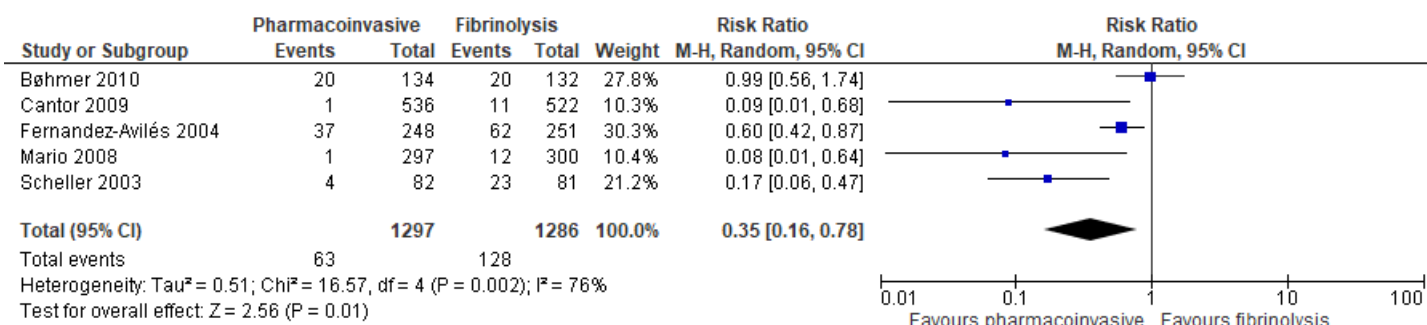 Pharmacoinvasive Fibrinolysis Risk Ratio Risk Ratio
Study or Subgroup Events Total Events Total Weight M-H, Random, 95% CI M-H, Random, 95% CI
Bøhmer 2010 20 134 20 132 27.8% 0.99 [0.56, 1.74]
Cantor 2009 1 536 11 522 10.3% 0.09 [0.01, 0.68]
Fernandez-Avilés 2004 37 248 62 251 30.3% 0.60 [0.42, 0.87]
Mario 2008 1 297 12 300 10.4% 0.08 [0.01, 0.64]
Scheller 2003 4 82 23 81 21.2% 0.17 [0.06, 0.47]
Total (95% CI) 1297 1286 100.0% 0.35 [0.16, 0.78]
Total events 63 128
Heterogeneity: Tau² = 0.51; Chi² = 16.57, df = 4 (P = 0.002); I² = 76%
Test for overall effect: Z = 2.56 (P = 0.01)
0.01 0.1 1 10 100
Favours pharmacoinvasive Favours fibrinolysis